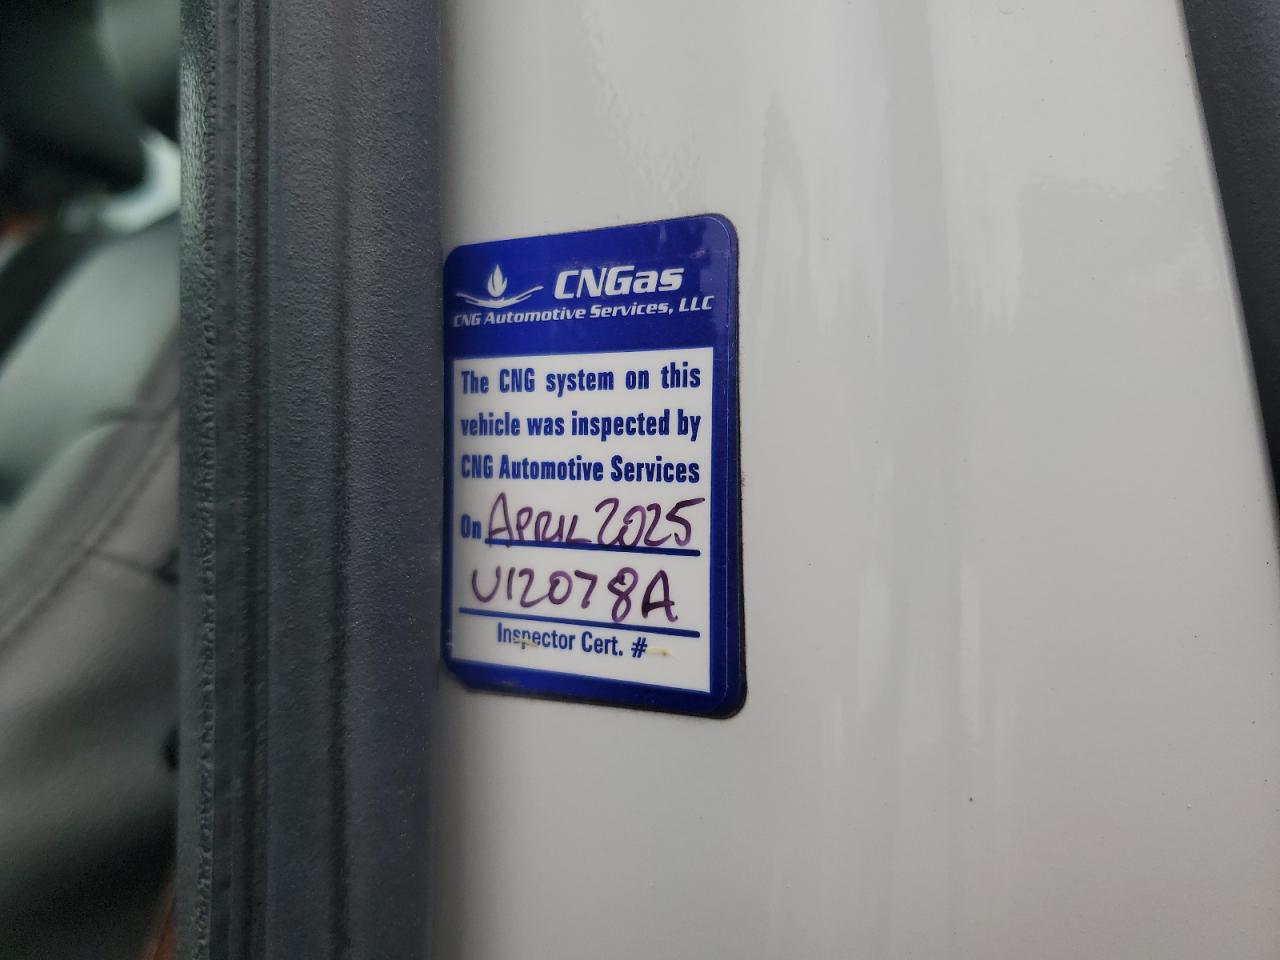 CNGas
CNG Automotive Services, LLC
The CNG system on this
vehicle was inspected by
CNG Automotive Services
On APRIL 2025
U12078A
Inspector Cert. #